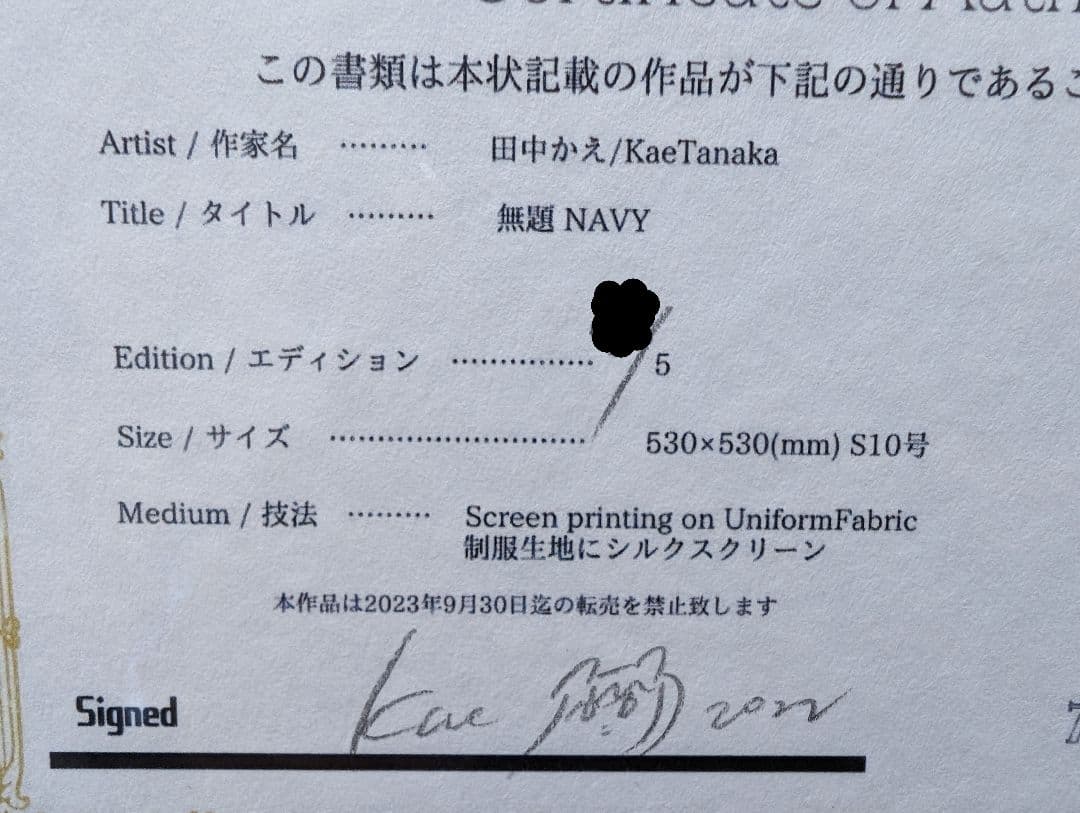 Certificate of Auth
この書類は本状記載の作品が下記の通りであるこ
Artist / 作家名 ......... 田中かえ/KaeTanaka
Title / タイトル ......... 無題 NAVY
Edition / エディション ............... / 5
Size / サイズ ........................... 530×530(mm) S10号
Medium / 技法 ......... Screen printing on UniformFabric
制服生地にシルクスクリーン
本作品は2023年9月30日迄の転売を禁止致します
Signed Kae 2022